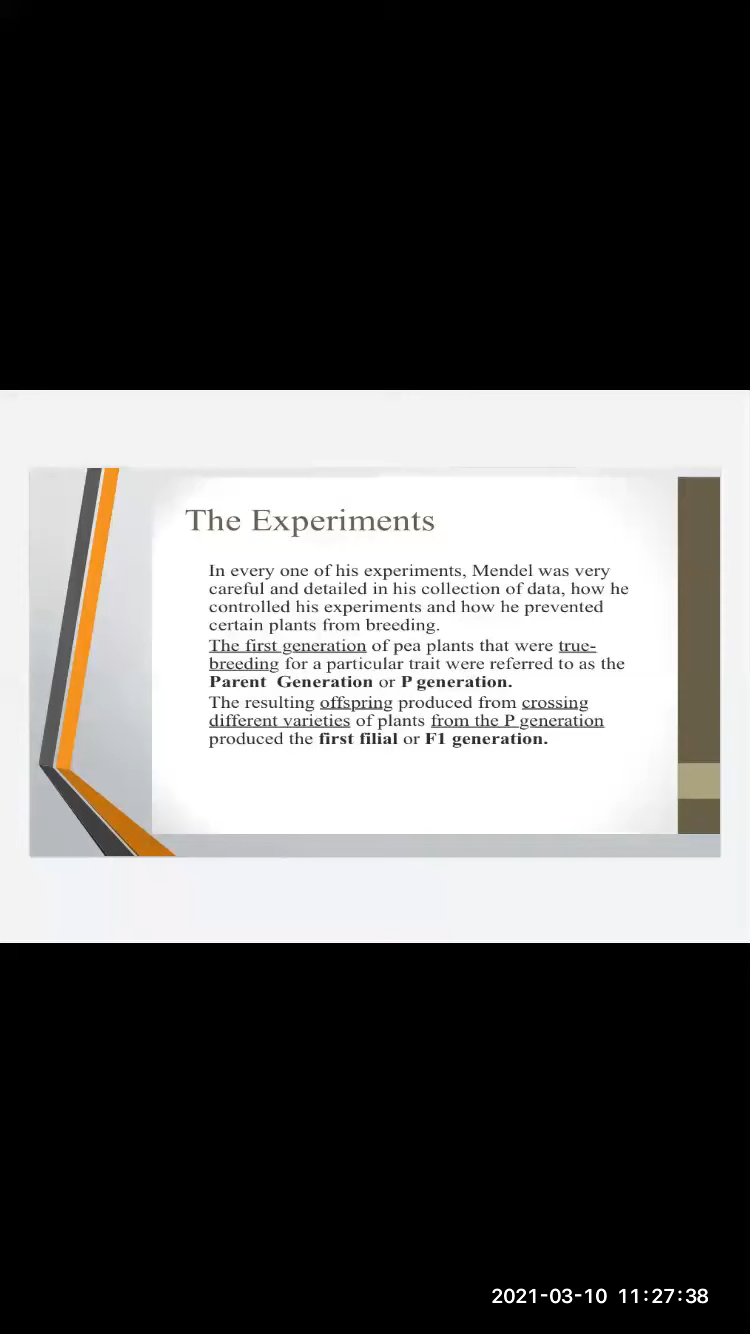 The Experiments
In every one of his experiments, Mendel was very
careful and detailed in his collection of data, how he
controlled his experiments and how he prevented
certain plants from breeding.
The first generation of pea plants that were true-
breeding for a particular trait were referred to as the
Parent  Generation or P generation.
The resulting offspring produced from crossing
different varieties of plants from the P generation
produced the first filial or F1 generation.
2021-03-10 11:27:38